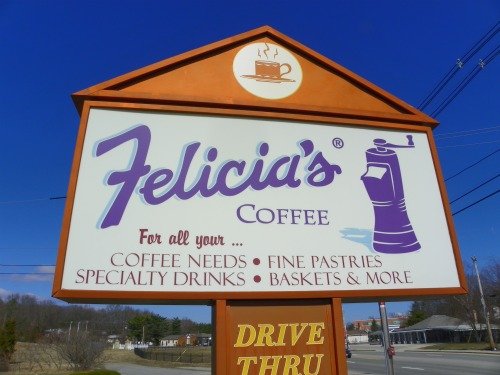 Felicia's®
COFFEE
For all your ...
COFFEE NEEDS • FINE PASTRIES
SPECIALTY DRINKS • BASKETS & MORE
DRIVE
THRU